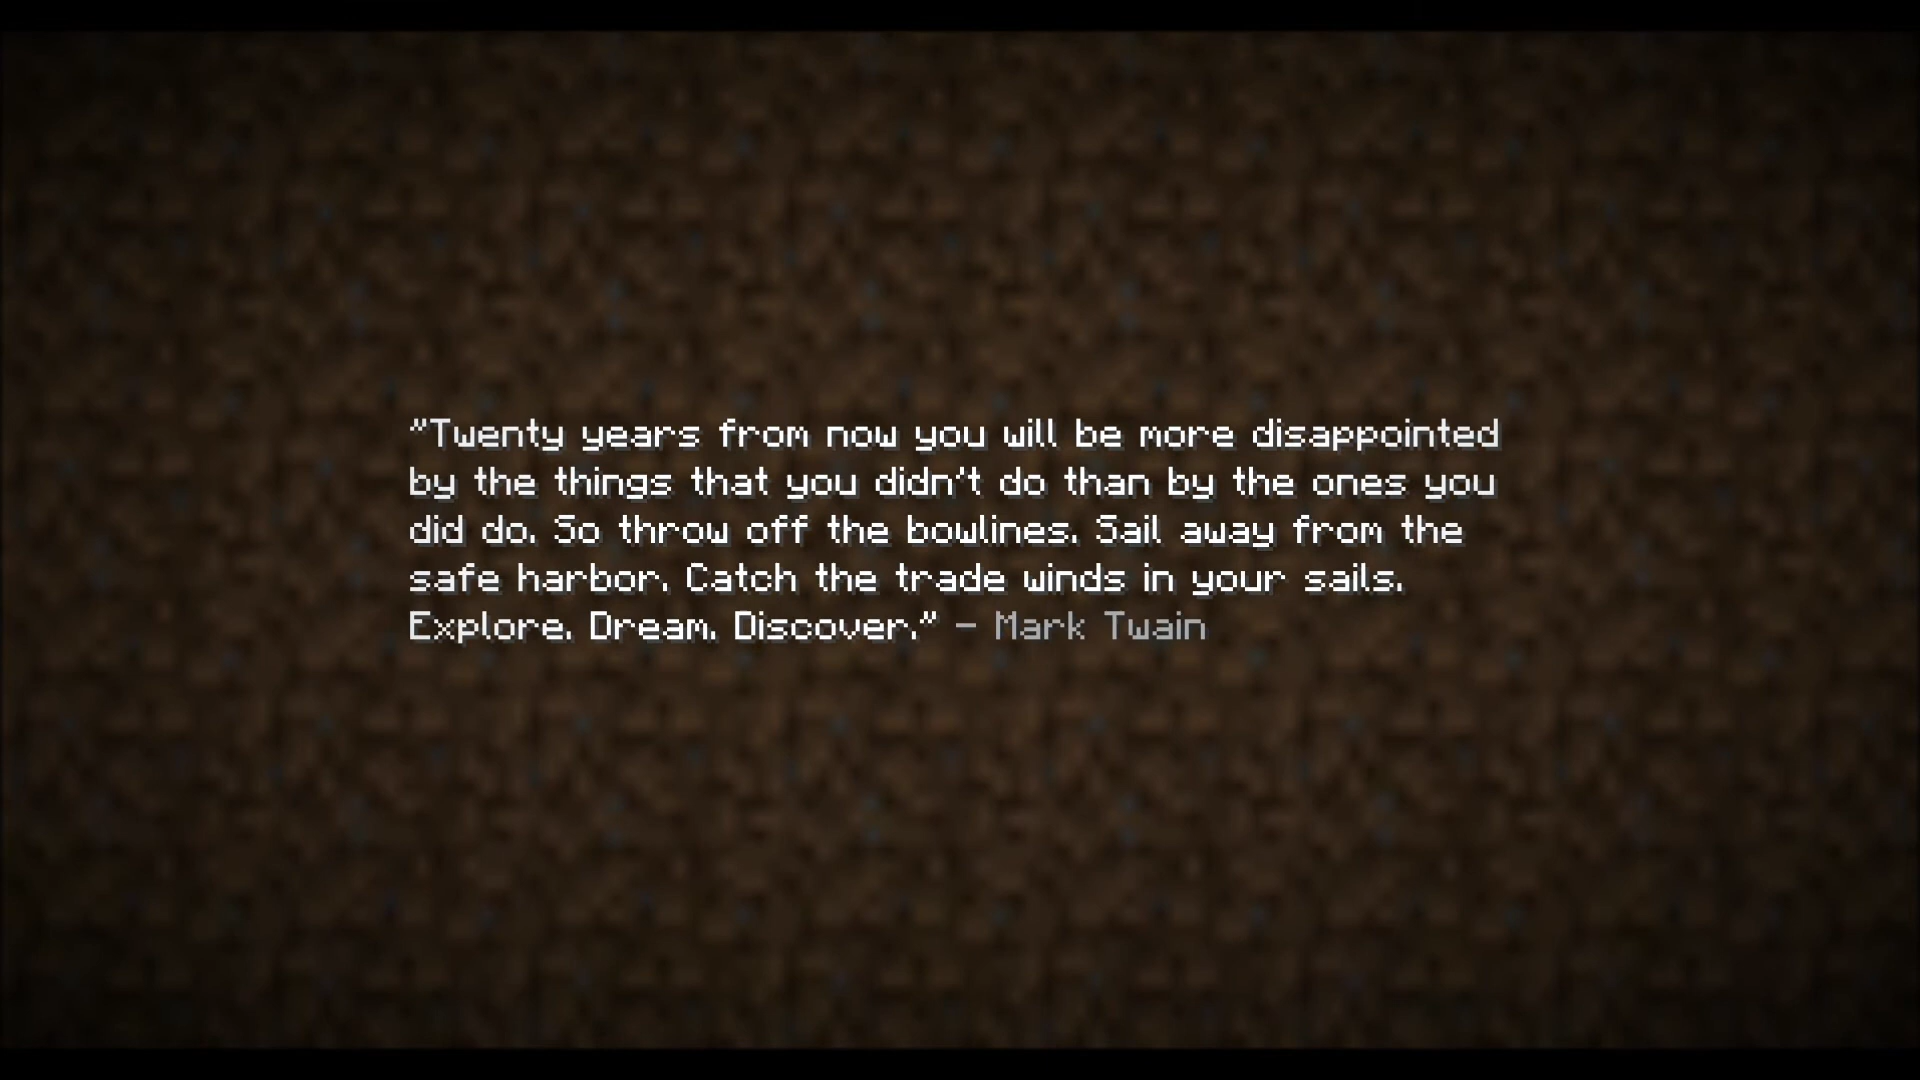 "Twenty years from now you will be more disappointed
by the things that you didn't do than by the ones you
did do. So throw off the bowlines. Sail away from the
safe harbor. Catch the trade winds in your sails.
Explore. Dream. Discover." – Mark Twain